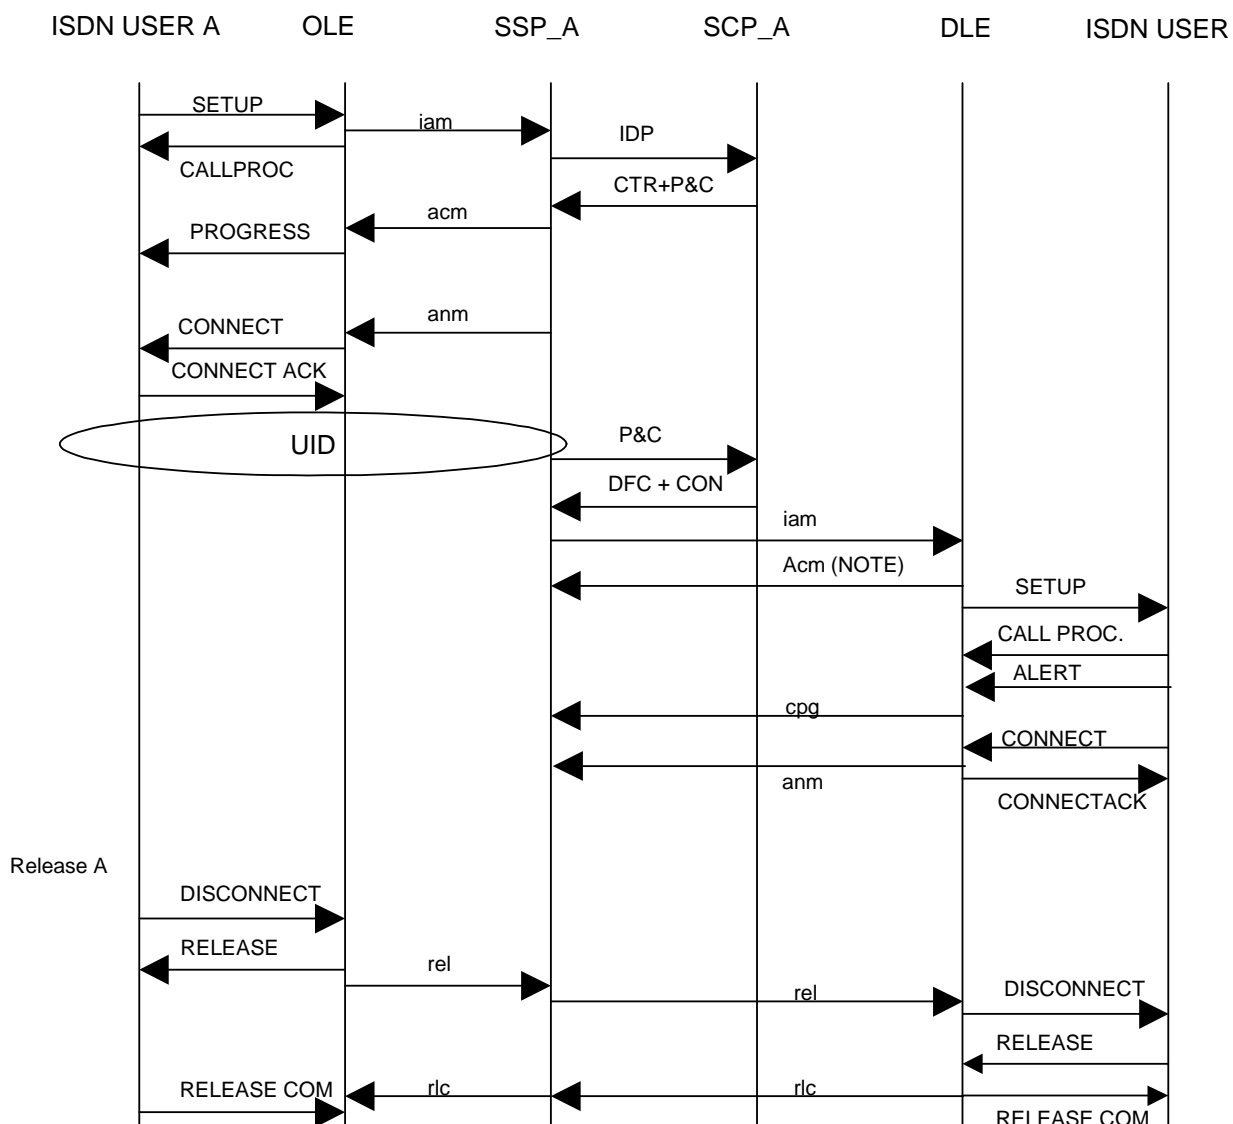 ISDN USER A OLE SSP_A SCP_A DLE ISDN USER
SETUP
iam
IDP
CALLPROC
CTR+P&C
acm
PROGRESS
anm
CONNECT
CONNECT ACK
UID
P&C
DFC + CON
iam
Acm (NOTE)
SETUP
CALL PROC.
ALERT
cpg
CONNECT
anm
CONNECTACK
Release A
DISCONNECT
RELEASE
rel
rel
DISCONNECT
RELEASE
RELEASE COM
rlc
rlc
RELEASE COM